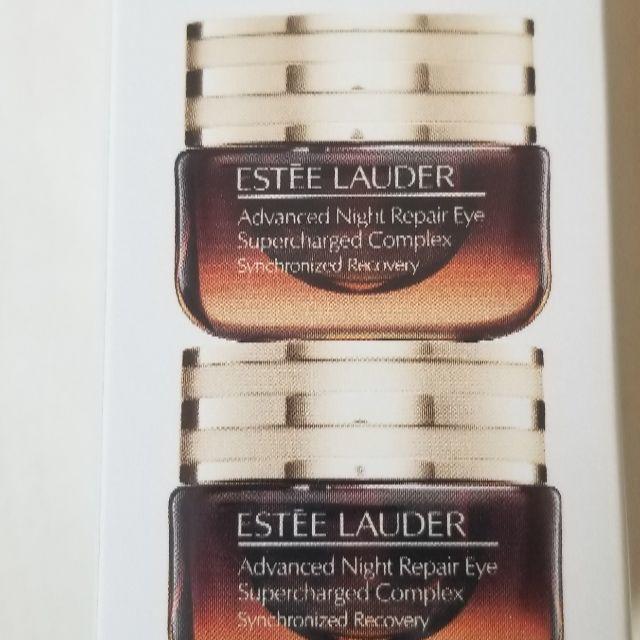 ESTĒE LAUDER
Advanced Night Repair Eye
Supercharged Complex
Synchronized Recovery
ESTĒE LAUDER
Advanced Night Repair Eye
Supercharged Complex
Synchronized Recovery